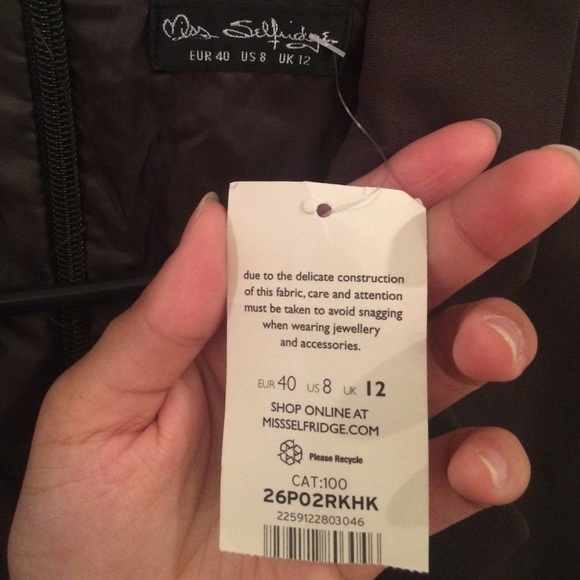 Miss Selfridge
EUR 40 US 8 UK 12
due to the delicate construction
of this fabric, care and attention
must be taken to avoid snagging
when wearing jewellery
and accessories.
EUR 40 US 8 UK 12
SHOP ONLINE AT
MISSSELFRIDGE.COM
Please Recycle
CAT:100
26P02RKHK
2259122803046